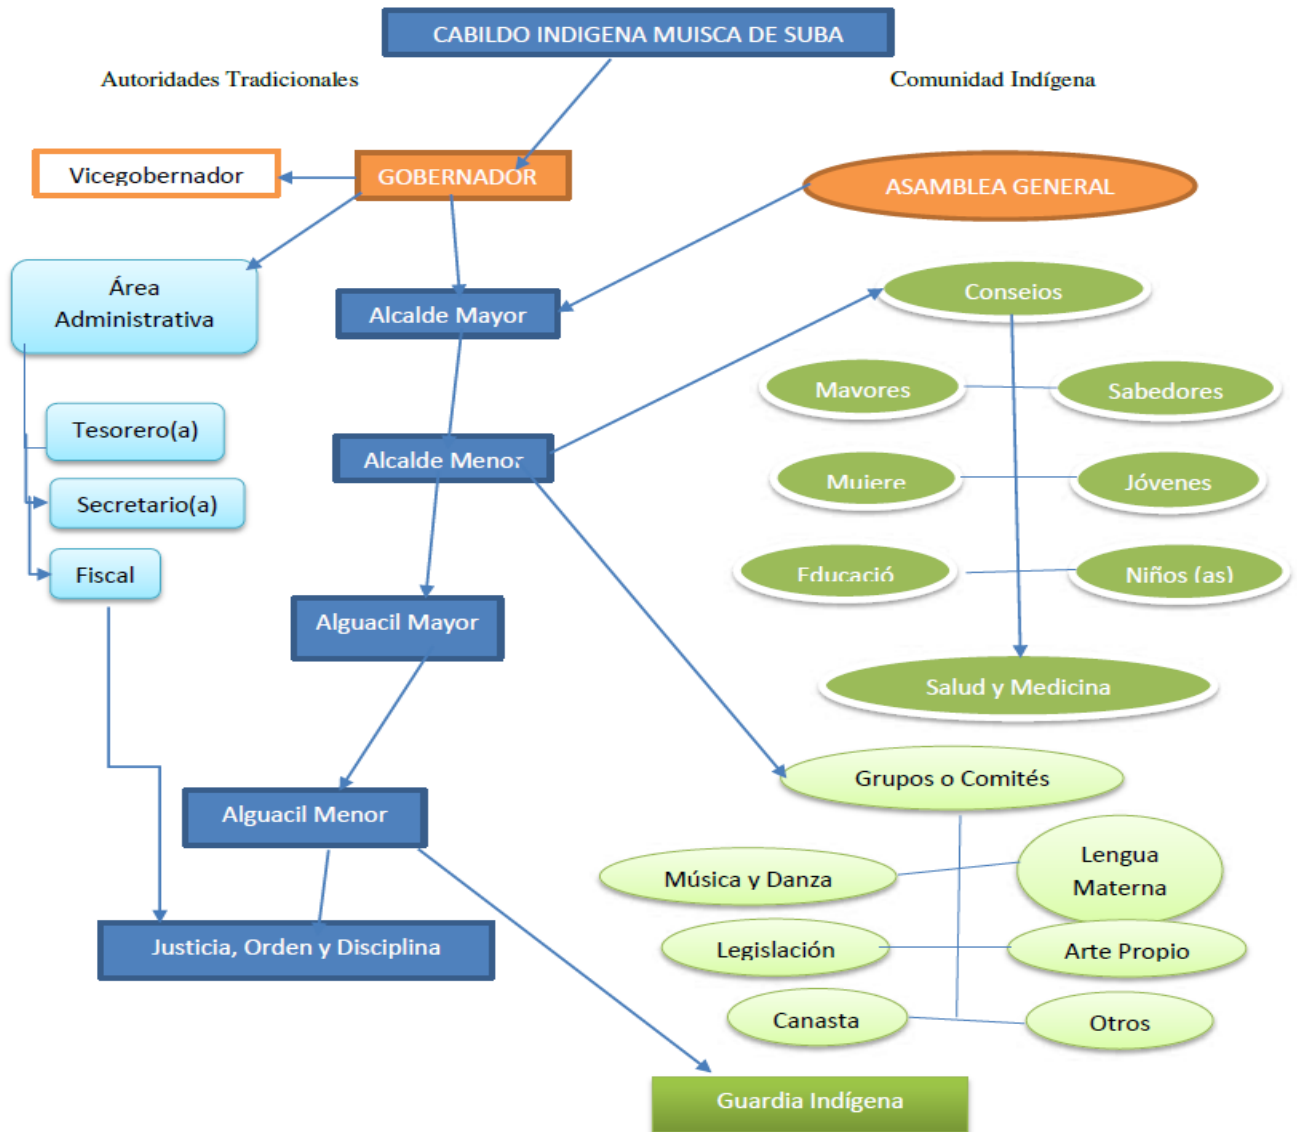 CABILDO INDIGENA MUISCA DE SUBA
Autoridades Tradicionales
Comunidad Indígena
Vicegobernador
GOBERNADOR
ASAMBLEA GENERAL
Área
Administrativa
Alcalde Mayor
Conseios
Mavores
Sabedores
Tesorero(a)
Alcalde Menor
Muiere
Jóvenes
Secretario(a)
Fiscal
Educació
Niños (as)
Alguacil Mayor
Salud y Medicina
Grupos o Comités
Alguacil Menor
Música y Danza
Lengua
Materna
Justicia, Orden y Disciplina
Legislación
Arte Propio
Canasta
Otros
Guardia Indígena